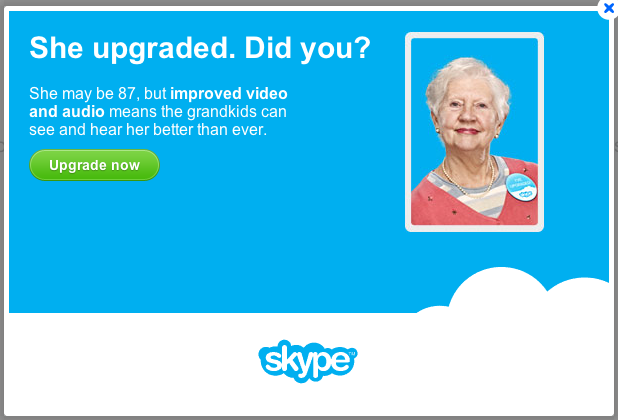 She upgraded. Did you?
She may be 87, but improved video
and audio means the grandkids can
see and hear her better than ever.
Upgrade now
skype™